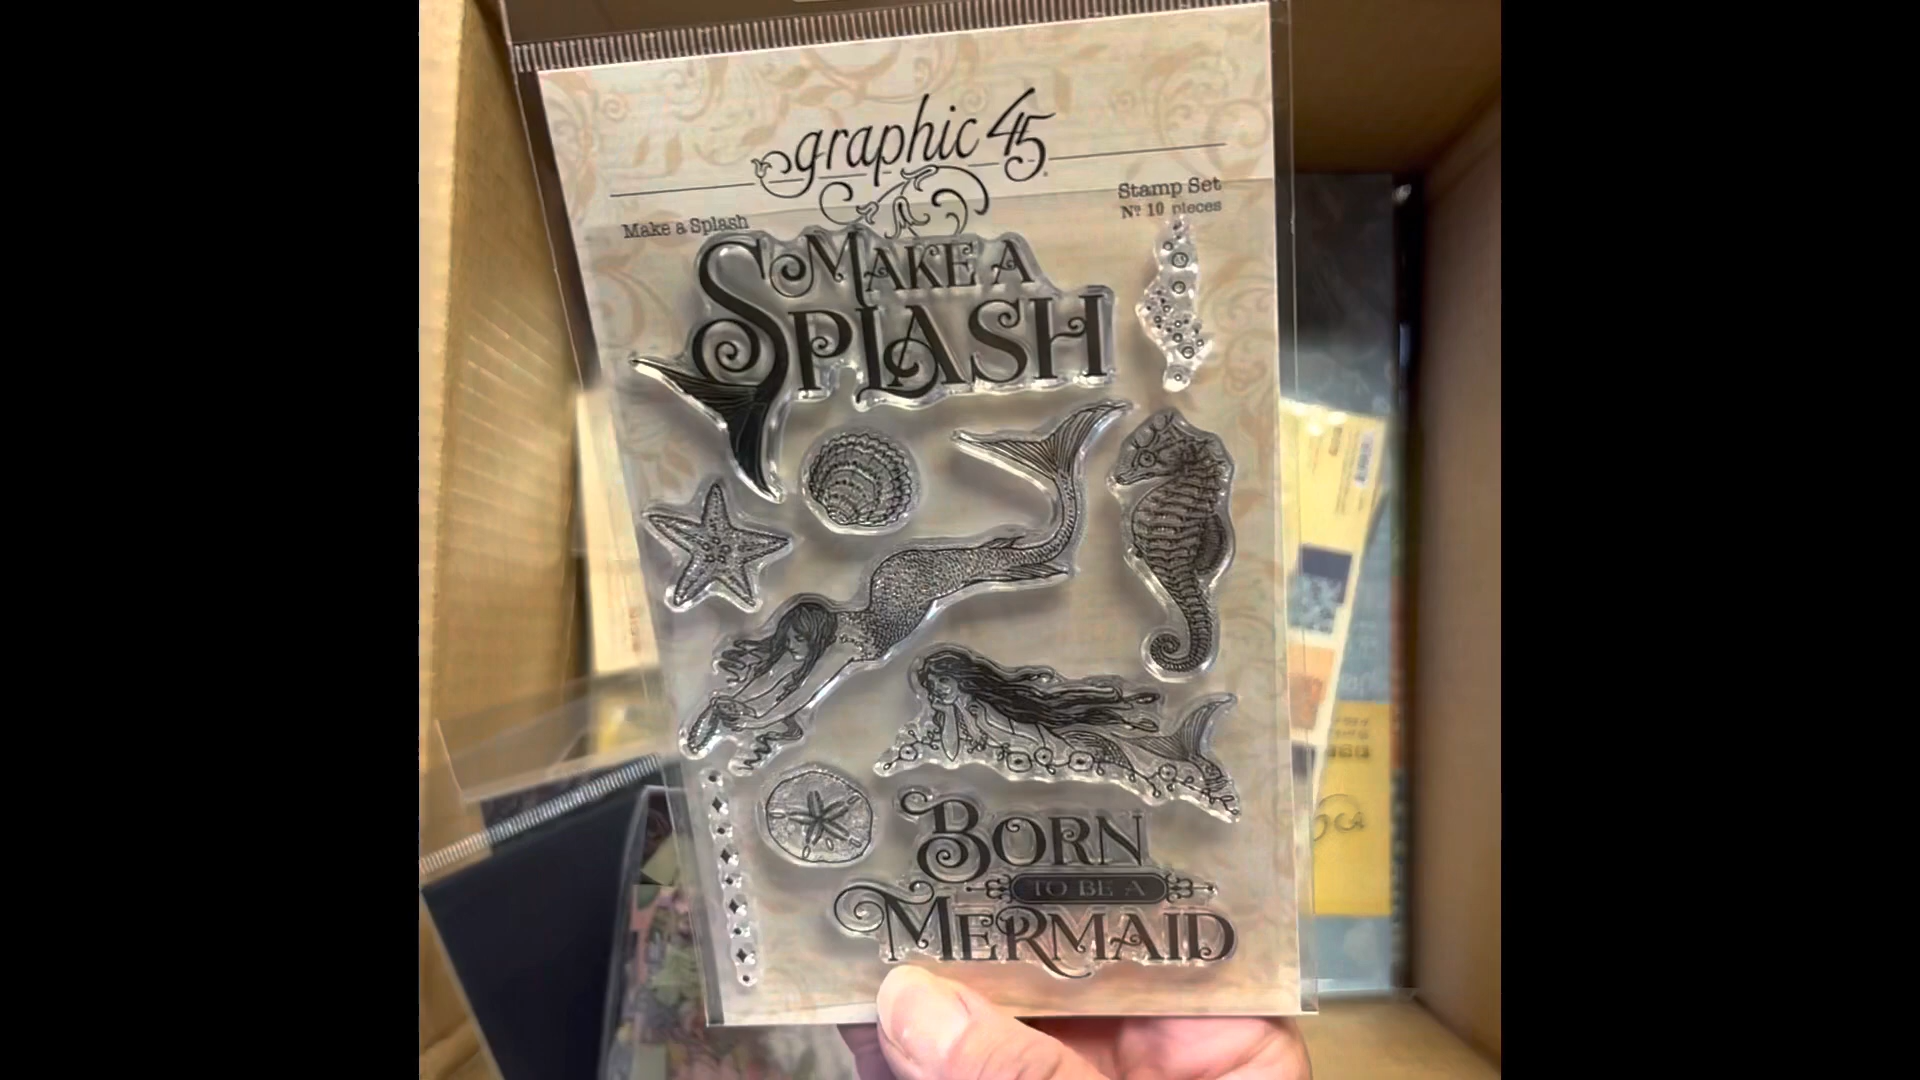 graphic 45
Make a Splash
Stamp Set
No 10 pieces
MAKE A
SPLASH
BORN
TO BE A
MERMAID